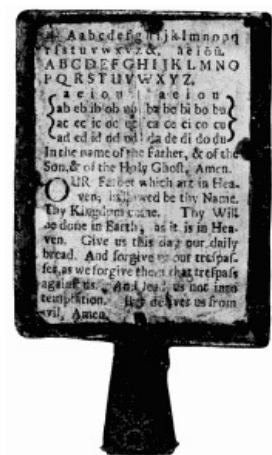 ✠ Aabcdefghijklmnopq
rſstuvwxyz&, aeiou.
ABCDEFGHIJKLMNO
PQRSTUVWXYZ.
a e i o u a e i o u
ab eb ib ob ub ba be bi bo bu
ac ec ic oc uc ca ce ci co cu
ad ed id od ud da de di do du
In the name of the Father, & of the
Son, & of the Holy Ghoſt, Amen.
OUR Father which art in Hea-
ven, hallowed be thy Name.
Thy Kingdom come. Thy Will
be done in Earth, as it is in Hea-
ven. Give us this day our daily
bread. And forgive us our treſpaſ-
ſes, as we forgive them that treſpaſs
againſt us. And lead us not into
temptation. But deliver us from
evil, Amen.